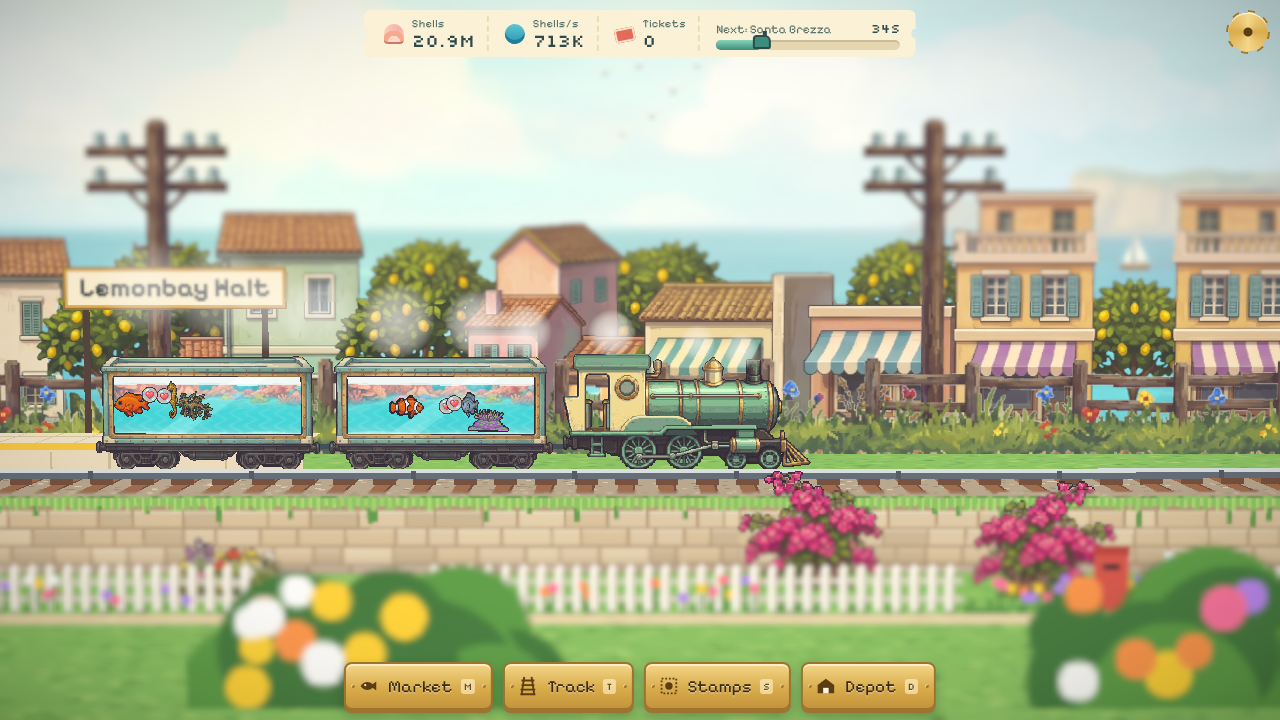 Shells
20.9M
Shells/s
713K
Tickets
0
Next: Santa Brezza 34s
Lemonbay Halt
Market M
Track T
Stamps S
Depot D